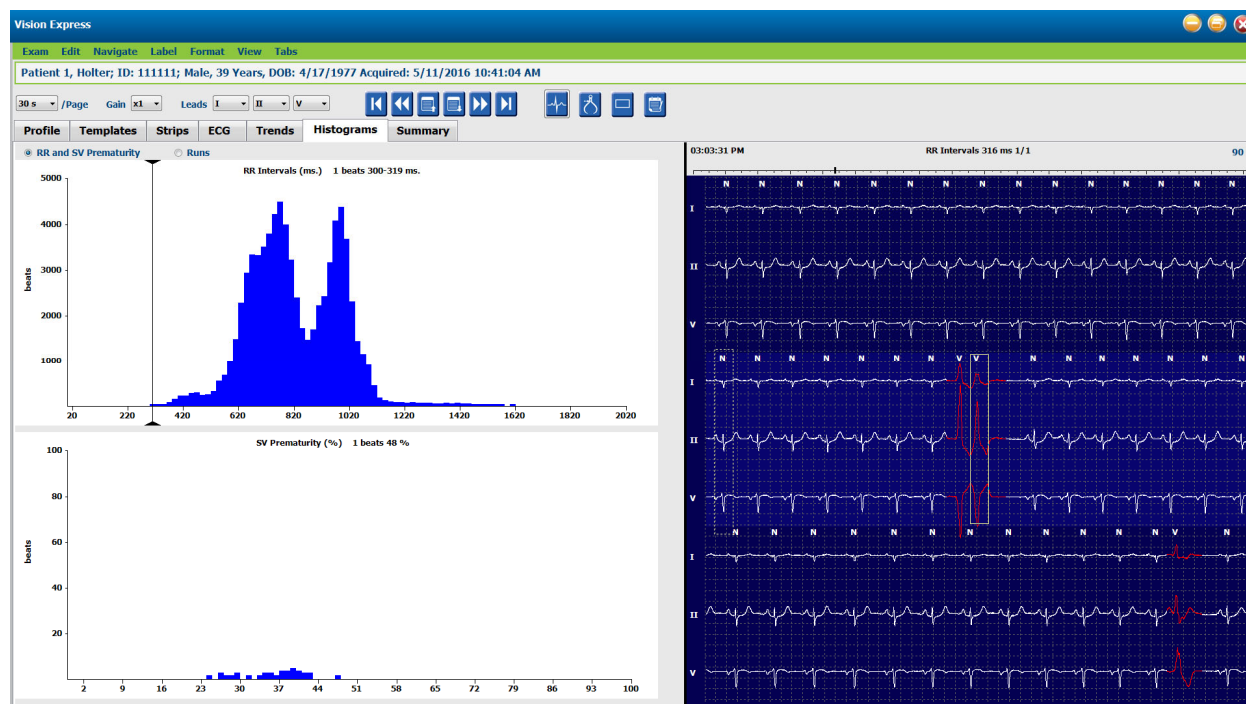 Vision Express
Exam Edit Navigate Label Format View Tabs
Patient 1, Holter; ID: 111111; Male, 39 Years, DOB: 4/17/1977 Acquired: 5/11/2016 10:41:04 AM
30 s /Page Gain x1 Leads I II V
Profile Templates Strips ECG Trends Histograms Summary
RR and SV Prematurity Runs
RR Intervals (ms.) 1 beats 300-319 ms.
5000
4000
3000
2000
1000
beats
20 220 420 620 820 1020 1220 1420 1620 1820 2020
SV Prematurity (%) 1 beats 48 %
100
80
60
40
20
beats
2 9 16 23 30 37 44 51 58 65 72 79 86 93 100
03:03:31 PM RR Intervals 316 ms 1/1 90
N N N N N N N N N N N N N N N
I
II
V
N N N N N N N V V N N N N N N N
I
II
V
N N N N N N N N N N N N V N
I
II
V